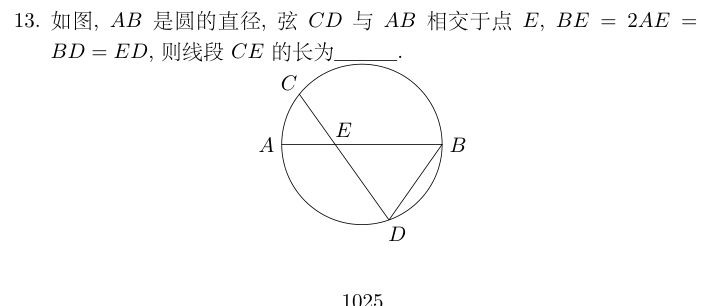 13. 如图, AB 是圆的直径, 弦 CD 与 AB 相交于点 E, BE = 2AE =
BD = ED, 则线段 CE 的长为______.
C
E
A
B
D
1025